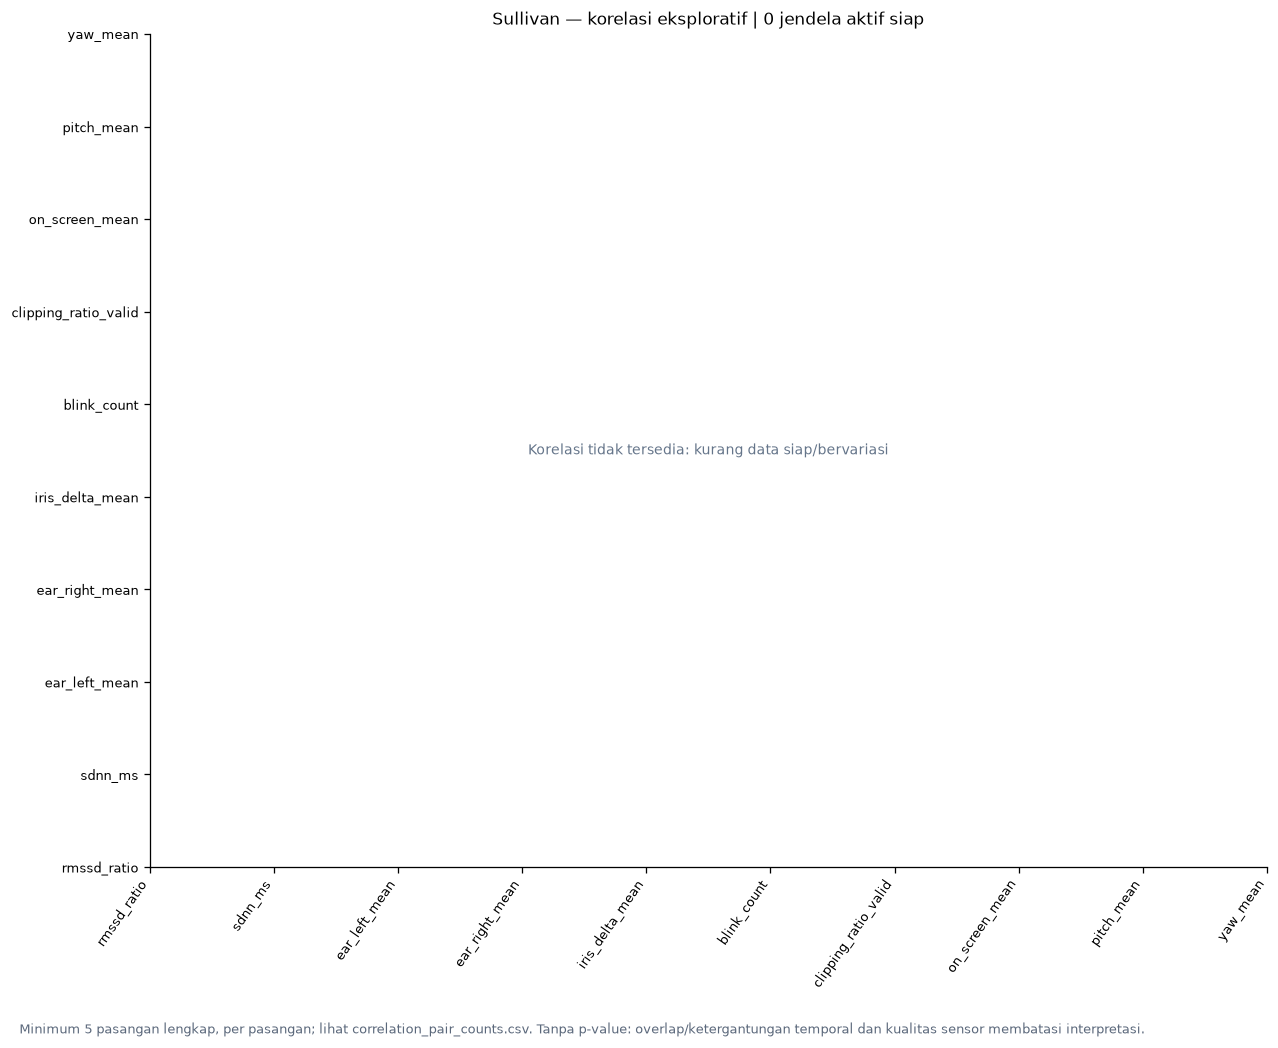 Sullivan — korelasi eksploratif | 0 jendela aktif siap
yaw_mean
pitch_mean
on_screen_mean
clipping_ratio_valid
blink_count
Korelasi tidak tersedia: kurang data siap/bervariasi
iris_delta_mean
ear_right_mean
ear_left_mean
sdnn_ms
rmssd_ratio
rmssd_ratio
sdnn_ms
ear_left_mean
ear_right_mean
iris_delta_mean
blink_count
clipping_ratio_valid
on_screen_mean
pitch_mean
yaw_mean
Minimum 5 pasangan lengkap, per pasangan; lihat correlation_pair_counts.csv. Tanpa p-value: overlap/ketergantungan temporal dan kualitas sensor membatasi interpretasi.